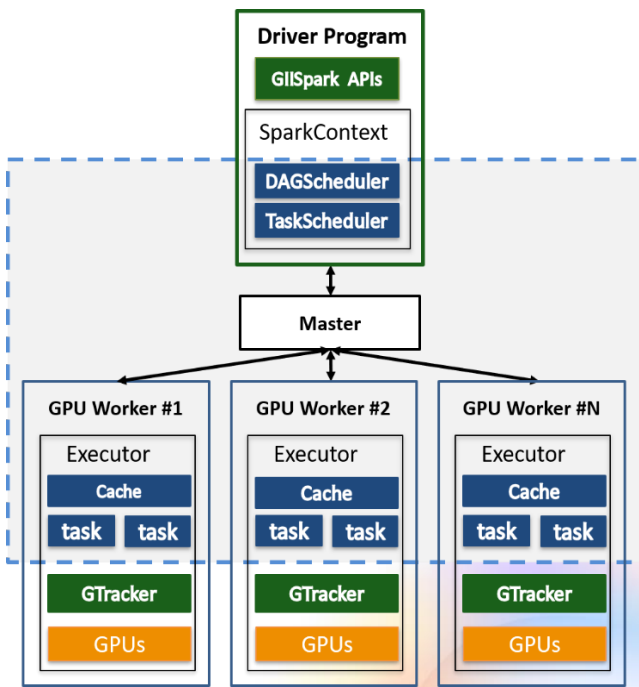 Driver Program
GIISpark APIs
SparkContext
DAGScheduler
TaskScheduler
Master
GPU Worker #1
GPU Worker #2
GPU Worker #N
Executor
Executor
Executor
Cache
Cache
Cache
task task
task task
task task
GTracker
GTracker
GTracker
GPUs
GPUs
GPUs